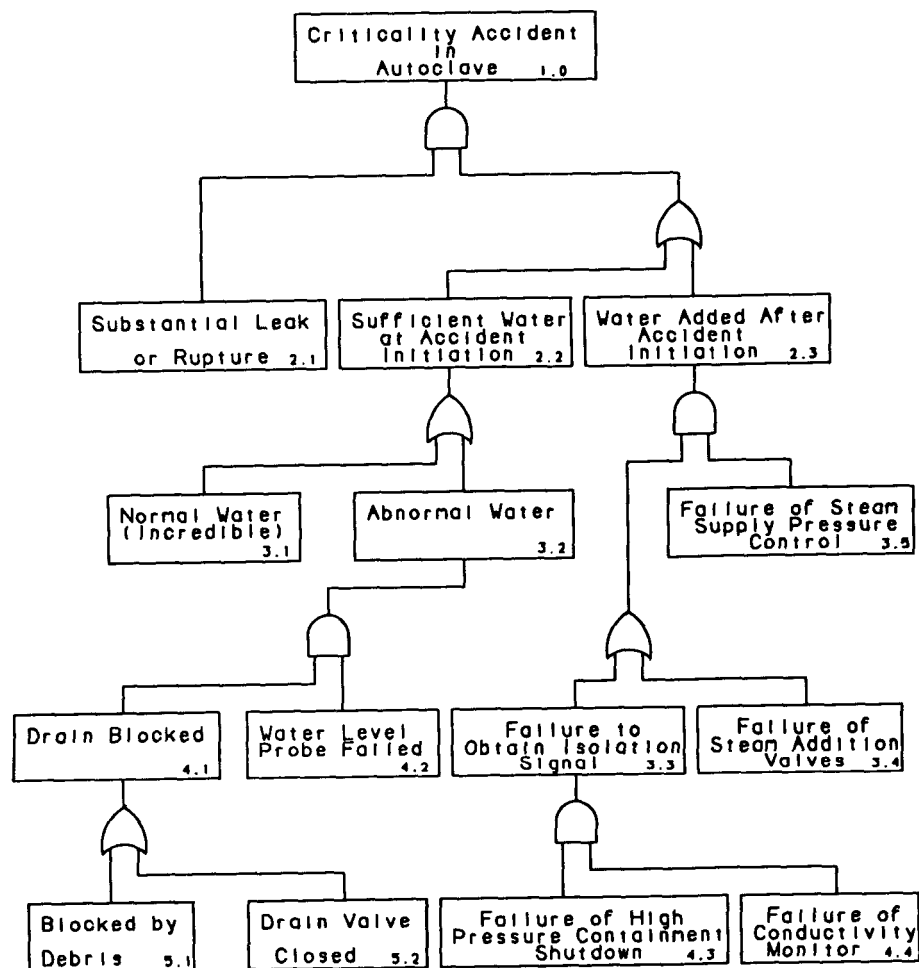 Criticality Accident
in
Autoclave 1.0
Substantial Leak
or Rupture 2.1
Sufficient Water
at Accident
Initiation 2.2
Water Added After
Accident
Initiation 2.3
Normal Water
(Incredible)
3.1
Abnormal Water
3.2
Failure of Steam
Supply Pressure
Control 3.5
Drain Blocked
4.1
Water Level
Probe Failed
4.2
Failure to
Obtain Isolation
Signal 3.3
Failure of
Steam Addition
Valves 3.4
Blocked by
Debris 5.1
Drain Valve
Closed 5.2
Failure of High
Pressure Containment
Shutdown 4.3
Failure of
Conductivity
Monitor 4.4